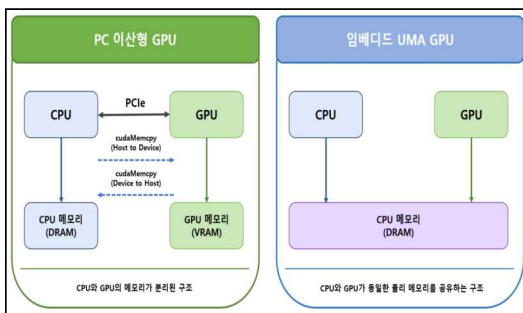 PC 이산형 GPU
CPU
PCIe
GPU
cudaMemcpy
(Host to Device)
cudaMemcpy
(Device to Host)
CPU 메모리
(DRAM)
GPU 메모리
(VRAM)
CPU와 GPU의 메모리가 분리된 구조
임베디드 UMA GPU
CPU
GPU
CPU 메모리
(DRAM)
CPU와 GPU가 동일한 물리 메모리를 공유하는 구조